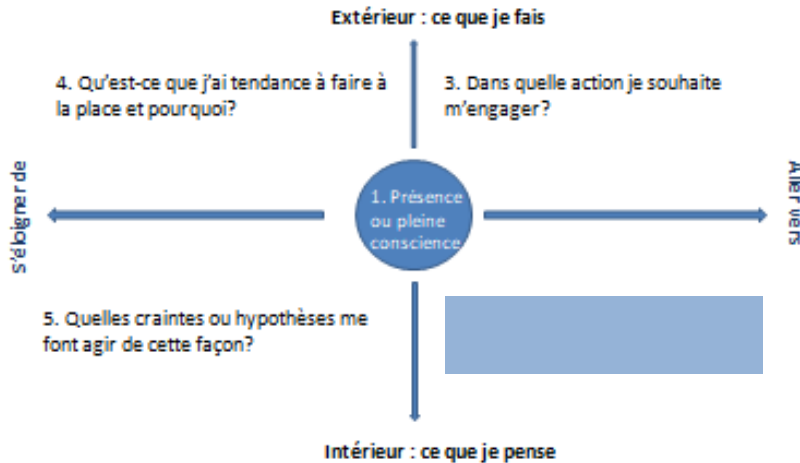 Extérieur : ce que je fais
4. Qu'est-ce que j'ai tendance à faire à
la place et pourquoi?
3. Dans quelle action je souhaite
m'engager?
S'éloigner de
1. Présence
ou pleine
conscience
Aller vers
5. Quelles craintes ou hypothèses me
font agir de cette façon?
Intérieur : ce que je pense